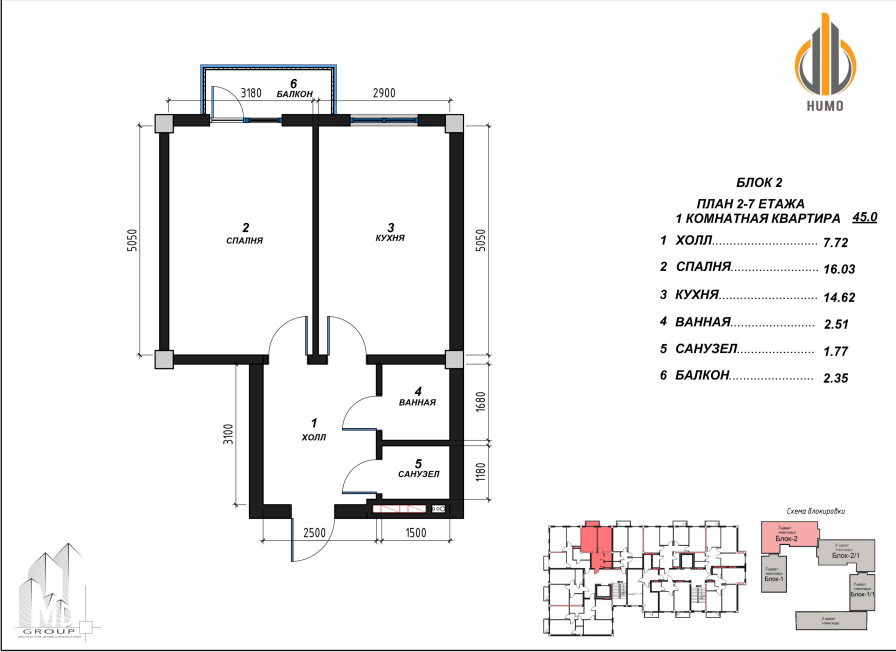 HUMO
6
БАЛКОН
3180
2900
5050
2
СПАЛНЯ
3
КУХНЯ
5050
БЛОК 2
ПЛАН 2-7 ЕТАЖА
1 КОМНАТНАЯ КВАРТИРА 45.0
1 ХОЛЛ............................ 7.72
2 СПАЛНЯ........................ 16.03
3 КУХНЯ........................... 14.62
4 ВАННАЯ........................ 2.51
5 САНУЗЕЛ...................... 1.77
6 БАЛКОН....................... 2.35
3100
1
ХОЛЛ
4
ВАННАЯ
1680
5
САНУЗЕЛ
1180
2500
1500
Схема блокировки
Блок-2
Блок-2/1
Блок-1
Блок-1/1
GROUP